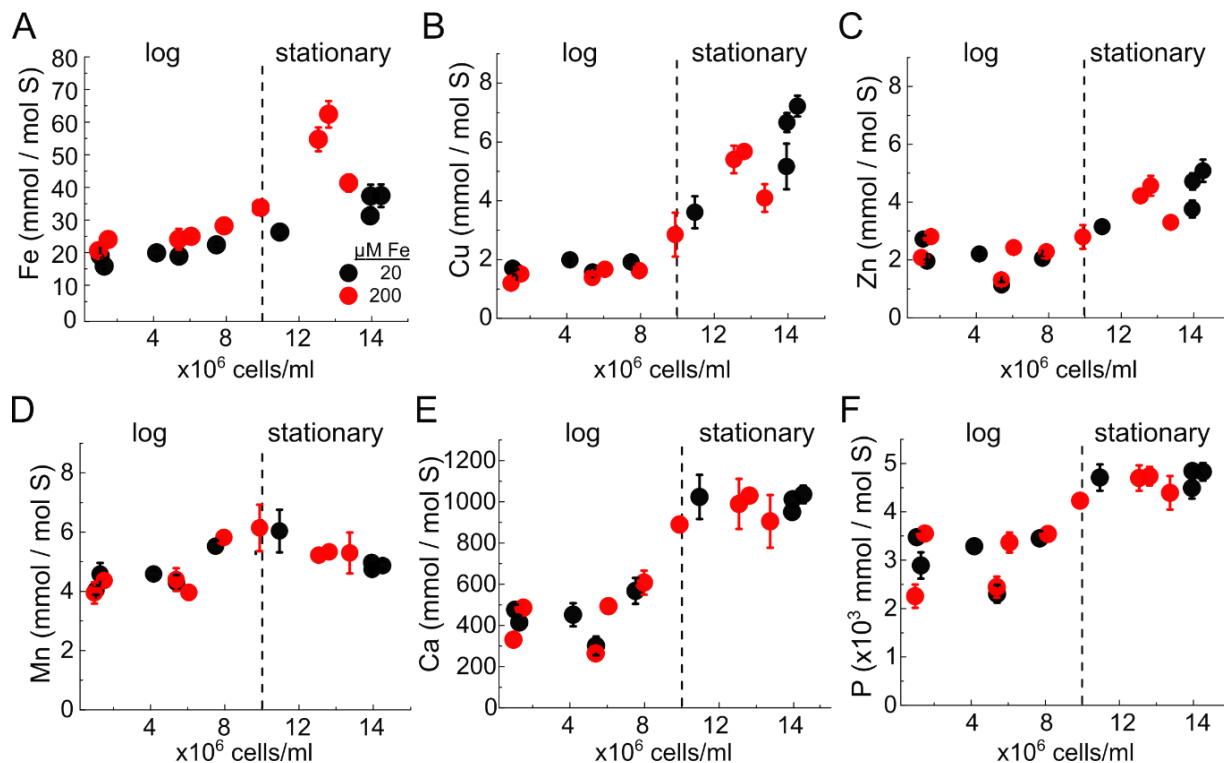 A
log
stationary
Fe (mmol / mol S)
80
70
60
50
40
30
20
10
0
µM Fe
20
200
4
8
12
14
x10⁶ cells/ml
B
log
stationary
Cu (mmol / mol S)
8
6
4
2
0
4
8
12
14
x10⁶ cells/ml
C
log
stationary
Zn (mmol / mol S)
8
6
4
2
0
4
8
12
14
x10⁶ cells/ml
D
log
stationary
Mn (mmol / mol S)
8
6
4
2
0
4
8
12
14
x10⁶ cells/ml
E
log
stationary
Ca (mmol / mol S)
1200
1000
800
600
400
200
0
4
8
12
14
x10⁶ cells/ml
F
log
stationary
P (x10³ mmol / mol S)
5
4
3
2
1
0
4
8
12
14
x10⁶ cells/ml